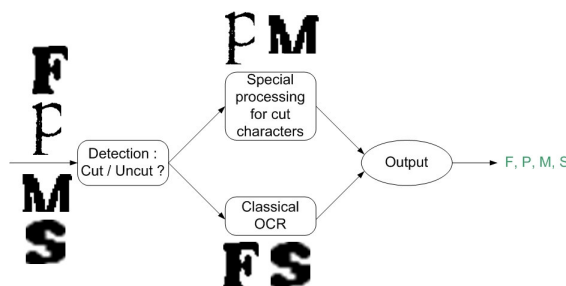 F
P
M
S
Detection :
Cut / Uncut ?
P M
Special
processing
for cut
characters
Classical
OCR
F S
Output
F, P, M, S